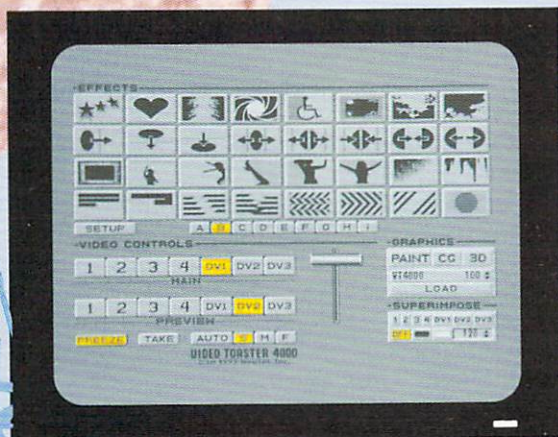 EFFECTS
SETUP
A B C D E F G H I
VIDEO CONTROLS
1 2 3 4 DV1 DV2 DV3
MAIN
1 2 3 4 DV1 DV2 DV3
PREVIEW
FREEZE TAKE AUTO S M F
VIDEO TOASTER 4000
GRAPHICS
PAINT CG 3D
VT4000 100
LOAD
SUPERIMPOSE
1 2 3 4 DV1 DV2 DV3
OFF 120